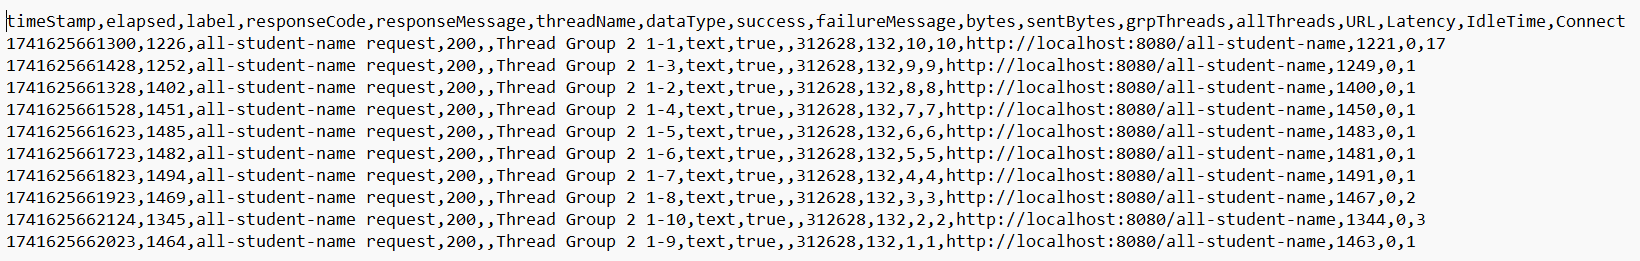 timeStamp,elapsed,label,responseCode,responseMessage,threadName,dataType,success,failureMessage,bytes,sentBytes,grpThreads,allThreads,URL,Latency,IdleTime,Connect
1741625661300,1226,all-student-name request,200,,Thread Group 2 1-1,text,true,,312628,132,10,10,http://localhost:8080/all-student-name,1221,0,17
1741625661428,1252,all-student-name request,200,,Thread Group 2 1-3,text,true,,312628,132,9,9,http://localhost:8080/all-student-name,1249,0,1
1741625661328,1402,all-student-name request,200,,Thread Group 2 1-2,text,true,,312628,132,8,8,http://localhost:8080/all-student-name,1400,0,1
1741625661528,1451,all-student-name request,200,,Thread Group 2 1-4,text,true,,312628,132,7,7,http://localhost:8080/all-student-name,1450,0,1
1741625661623,1485,all-student-name request,200,,Thread Group 2 1-5,text,true,,312628,132,6,6,http://localhost:8080/all-student-name,1483,0,1
1741625661723,1482,all-student-name request,200,,Thread Group 2 1-6,text,true,,312628,132,5,5,http://localhost:8080/all-student-name,1481,0,1
1741625661823,1494,all-student-name request,200,,Thread Group 2 1-7,text,true,,312628,132,4,4,http://localhost:8080/all-student-name,1491,0,1
1741625661923,1469,all-student-name request,200,,Thread Group 2 1-8,text,true,,312628,132,3,3,http://localhost:8080/all-student-name,1467,0,2
1741625662124,1345,all-student-name request,200,,Thread Group 2 1-10,text,true,,312628,132,2,2,http://localhost:8080/all-student-name,1344,0,3
1741625662023,1464,all-student-name request,200,,Thread Group 2 1-9,text,true,,312628,132,1,1,http://localhost:8080/all-student-name,1463,0,1